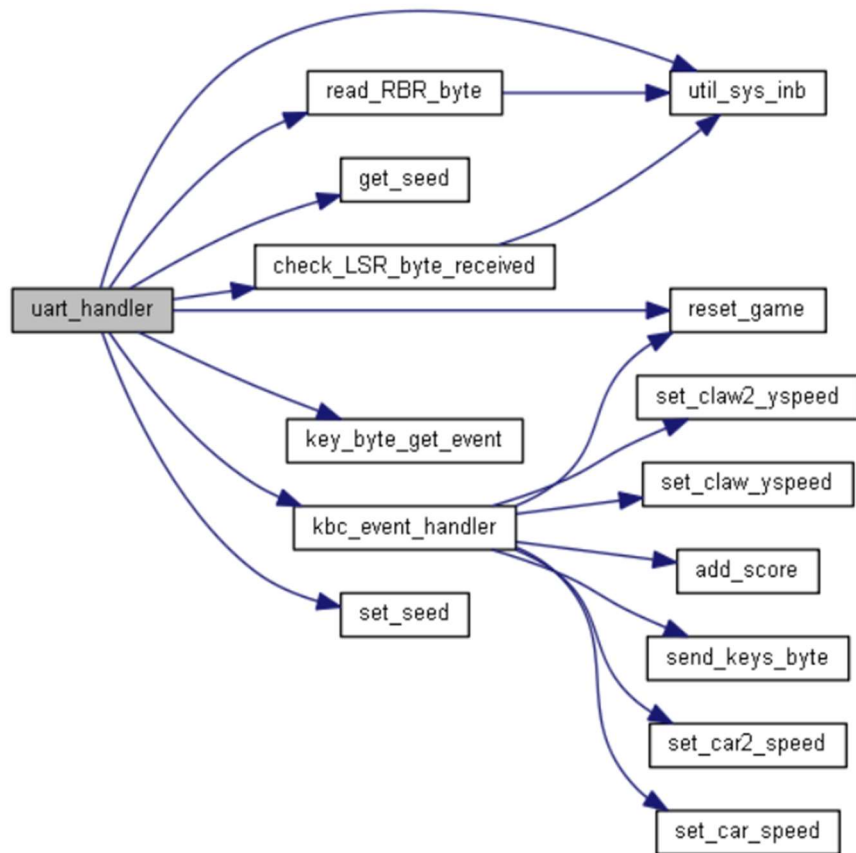 read_RBR_byte
util_sys_inb
get_seed
check_LSR_byte_received
uart_handler
reset_game
set_claw2_yspeed
key_byte_get_event
set_claw_yspeed
kbc_event_handler
add_score
set_seed
send_keys_byte
set_car2_speed
set_car_speed